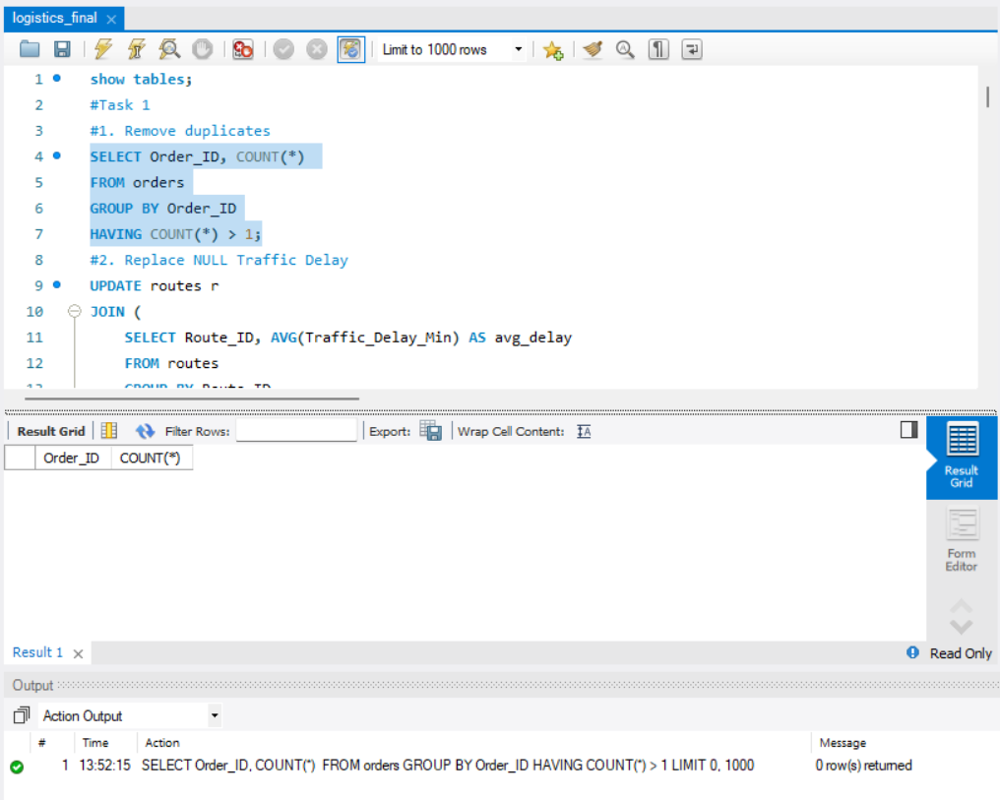 logistics_final ×
Limit to 1000 rows
1 show tables;
2 #Task 1
3 #1. Remove duplicates
4 SELECT Order_ID, COUNT(*)
5 FROM orders
6 GROUP BY Order_ID
7 HAVING COUNT(*) > 1;
8 #2. Replace NULL Traffic Delay
9 UPDATE routes r
10 JOIN (
11 SELECT Route_ID, AVG(Traffic_Delay_Min) AS avg_delay
12 FROM routes
Result Grid Filter Rows: Export: Wrap Cell Content: IA
Order_ID COUNT(*)
Result
Grid
Form
Editor
Result 1 × Read Only
Output
Action Output
# Time Action Message
1 13:52:15 SELECT Order_ID, COUNT(*) FROM orders GROUP BY Order_ID HAVING COUNT(*) > 1 LIMIT 0, 1000 0 row(s) returned